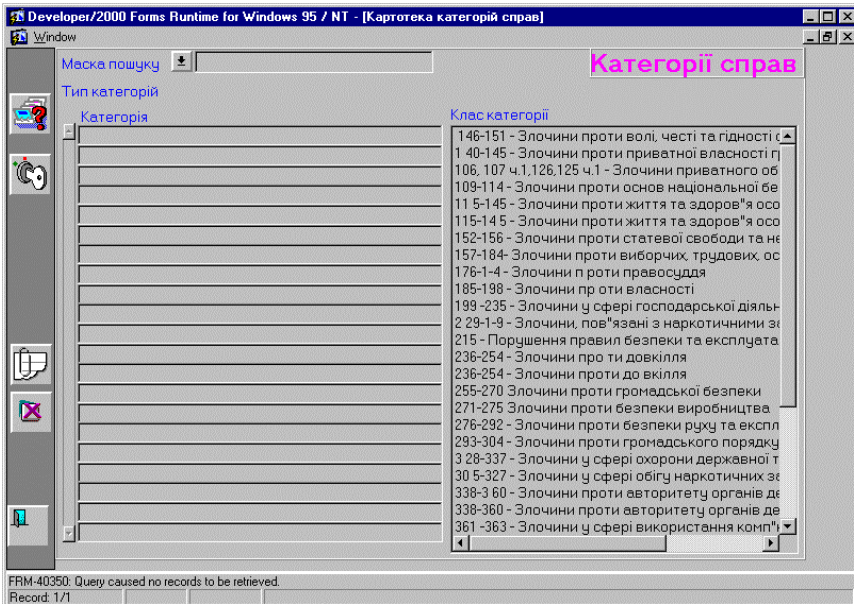 Developer/2000 Forms Runtime for Windows 95 / NT - [Картотека категорій справ]
Window
Маска пошуку
Категорії справ
Тип категорій
Категорія
Клас категорії
146-151 - Злочини проти волі, честі та гідності с
1 40-145 - Злочини проти приватної власності гр
106, 107 ч.1,126,125 ч.1 - Злочини приватного об
109-114 - Злочини проти основ національної бе
11 5-145 - Злочини проти життя та здоров"я осо
115-14 5 - Злочини проти життя та здоров"я осо
152-156 - Злочини проти статевої свободи та не
157-184- Злочини проти виборчих, трудових, ос
176-1-4 - Злочини п роти правосуддя
185-198 - Злочини пр оти власності
199 -235 - Злочини у сфері господарської діяльн
2 29-1-9 - Злочини, пов"язані з наркотичними за
215 - Порушення правил безпеки та експлуата
236-254 - Злочини про ти довкілля
236-254 - Злочини проти до вкілля
255-270 Злочини проти громадської безпеки
271-275 Злочини проти безпеки виробництва
276-292 - Злочини проти безпеки руху та експл
293-304 - Злочини проти громадського порядку
3 28-337 - Злочини у сфері охорони державної т
30 5-327 - Злочини у сфері обігу наркотичних за
338-3 60 - Злочини проти авторитету органів де
338-360 - Злочини проти авторитету органів де
361 -363 - Злочини у сфері використання комп"
FRM-40350: Query caused no records to be retrieved.
Record: 1/1